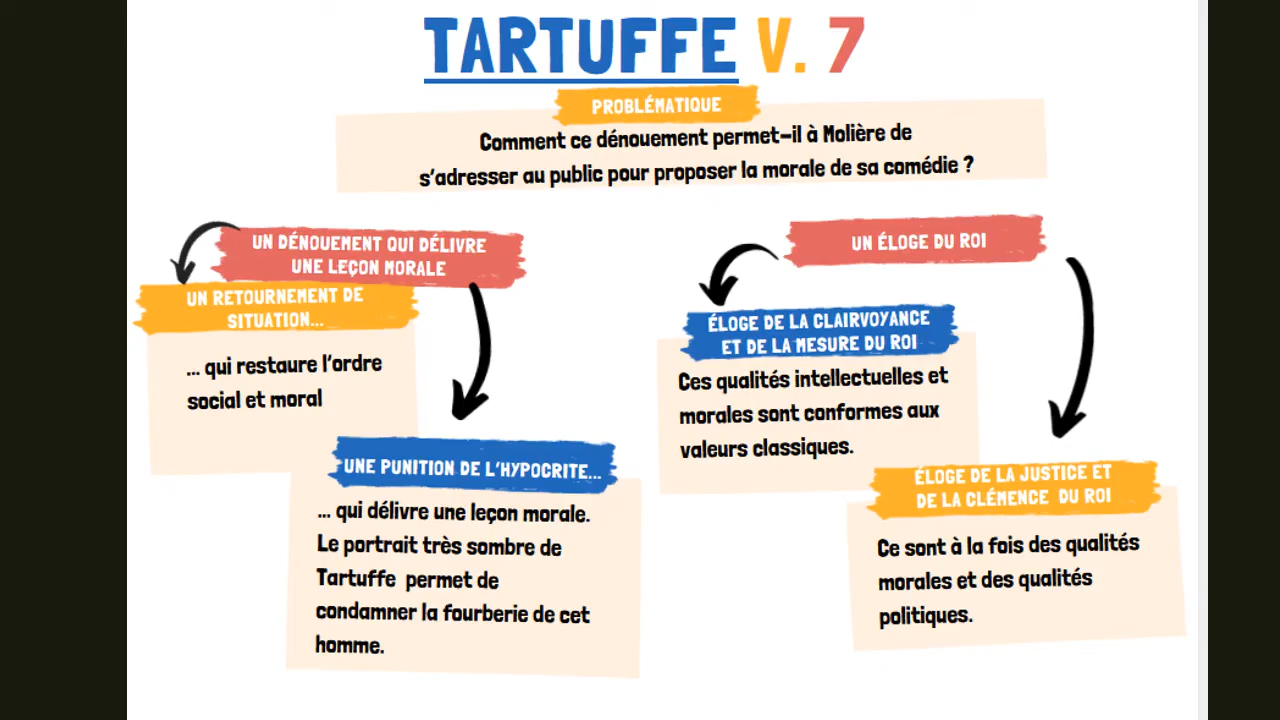 TARTUFFE V. 7
PROBLÉMATIQUE
Comment ce dénouement permet-il à Molière de
s'adresser au public pour proposer la morale de sa comédie ?
UN DÉNOUEMENT QUI DÉLIVRE
UNE LEÇON MORALE
UN RETOURNEMENT DE
SITUATION...
... qui restaure l'ordre
social et moral
UNE PUNITION DE L'HYPOCRITE...
... qui délivre une leçon morale.
Le portrait très sombre de
Tartuffe permet de
condamner la fourberie de cet
homme.
UN ÉLOGE DU ROI
ÉLOGE DE LA CLAIRVOYANCE
ET DE LA MESURE DU ROI
Ces qualités intellectuelles et
morales sont conformes aux
valeurs classiques.
ÉLOGE DE LA JUSTICE ET
DE LA CLÉMENCE DU ROI
Ce sont à la fois des qualités
morales et des qualités
politiques.